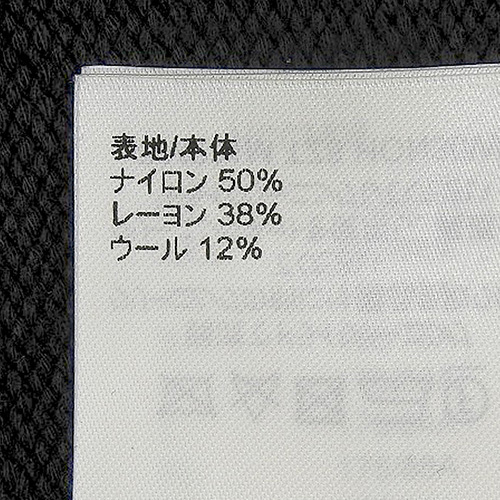 表地/本体
ナイロン 50%
レーヨン 38%
ウール 12%